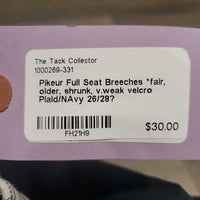 The Tack Collector
1000269-331
Pikeur Full Seat Breeches *fair,
older, shrunk, v.weak velcro
Plaid/NAvy 26/28?
FH21H9
$30.00